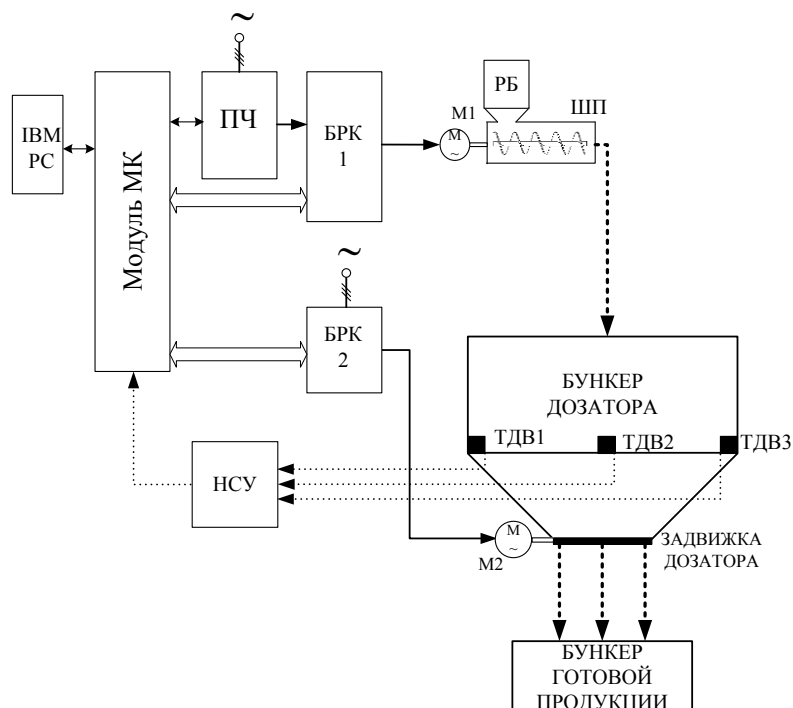 ~
РБ
М1
ШП
ПЧ
IBM
PC
БРК
1
М
~
Модуль МК
~
БРК
2
БУНКЕР
ДОЗАТОРА
ТДВ1
ТДВ2
ТДВ3
НСУ
М
~
М2
ЗАДВИЖКА
ДОЗАТОРА
БУНКЕР
ГОТОВОЙ
ПРОДУКЦИИ